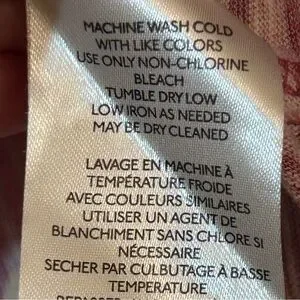 MACHINE WASH COLD
WITH LIKE COLORS
USE ONLY NON-CHLORINE
BLEACH
TUMBLE DRY LOW
LOW IRON AS NEEDED
MAY BE DRY CLEANED
LAVAGE EN MACHINE À
TEMPÉRATURE FROIDE
AVEC COULEURS SIMILAIRES
UTILISER UN AGENT DE
BLANCHIMENT SANS CHLORE SI
NÉCESSAIRE
SECHER PAR CULBUTAGE À BASSE
TEMPERATURE